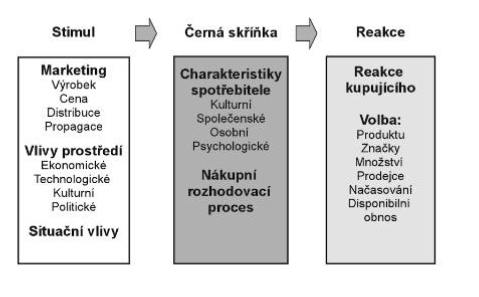 Stimul
Černá skříňka
Reakce
Marketing
Výrobek
Cena
Distribuce
Propagace
Vlivy prostředí
Ekonomické
Technologické
Kulturní
Politické
Situační vlivy
Charakteristiky
spotřebitele
Kulturní
Společenské
Osobní
Psychologické
Nákupní
rozhodovací
proces
Reakce
kupujícího
Volba:
Produktu
Značky
Množství
Prodejce
Načasování
Disponibilni
obnos